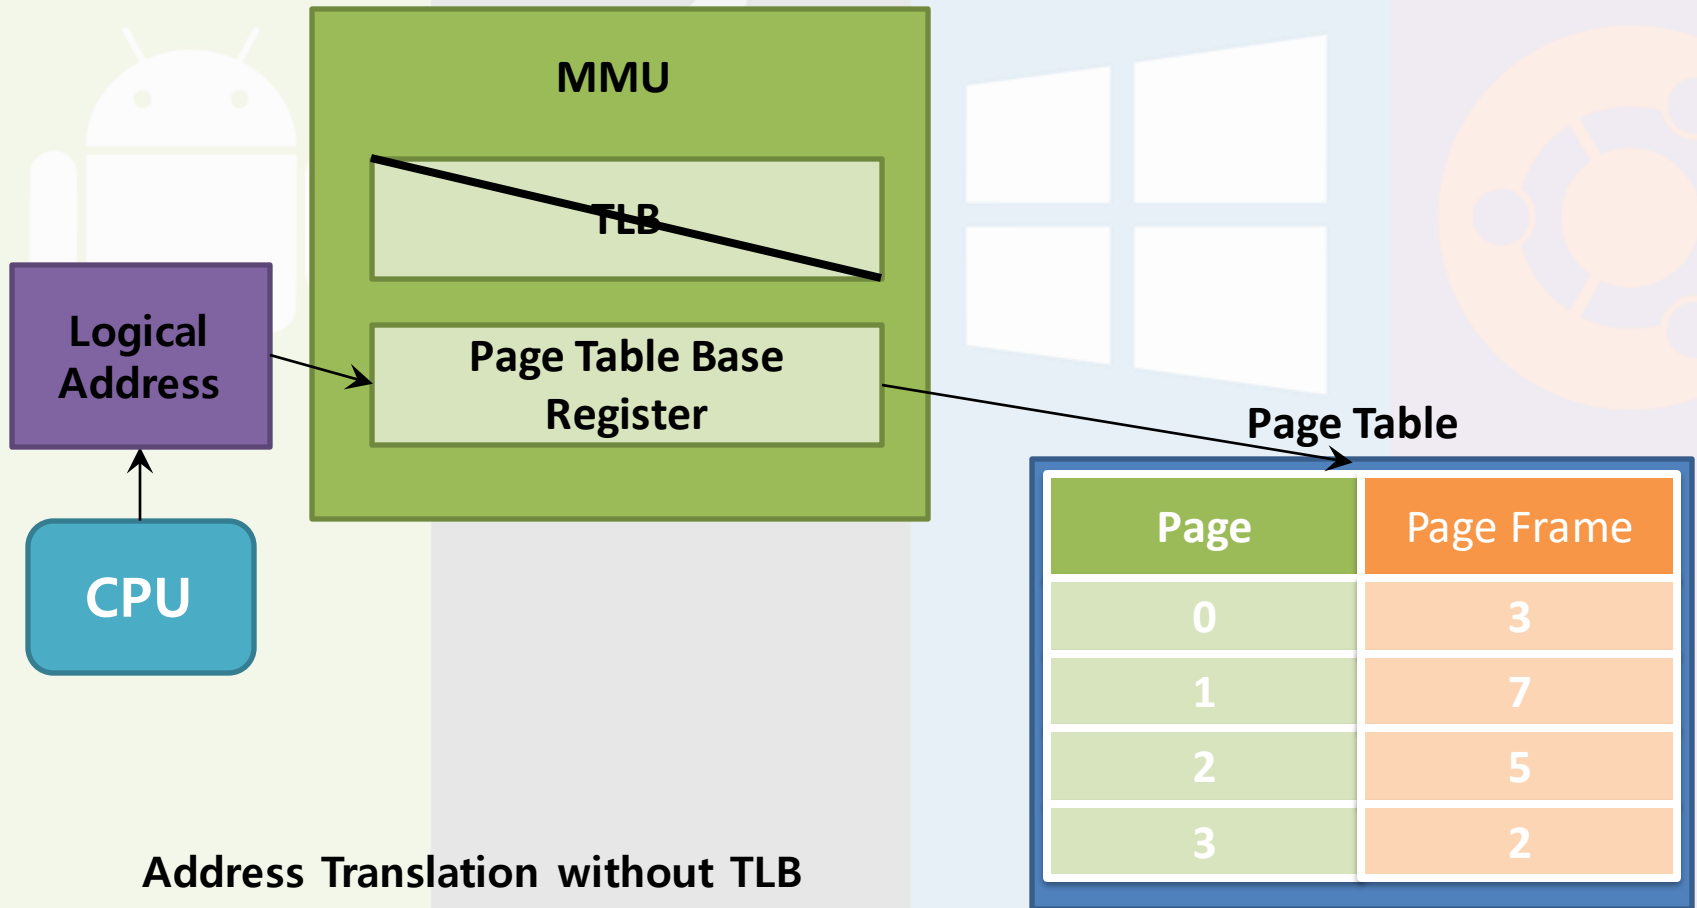 MMU
TLB
Logical
Address
Page Table Base
Register
CPU
Page Table
Page Page Frame
0 3
1 7
2 5
3 2
Address Translation without TLB